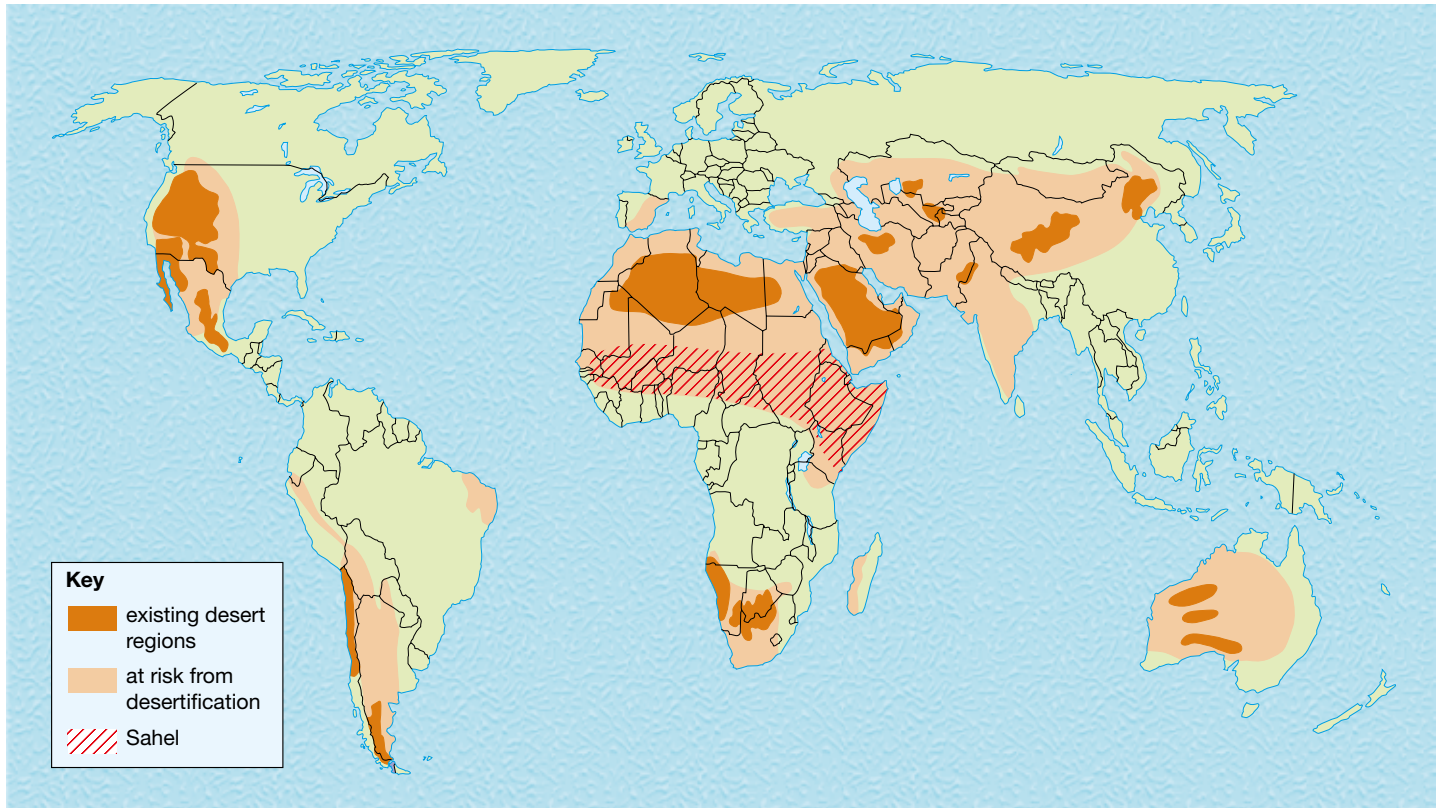 Key
existing desert
regions
at risk from
desertification
Sahel